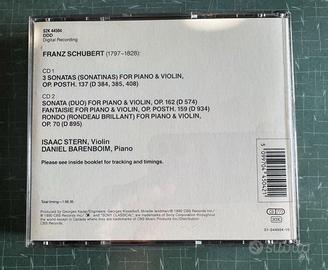 S2K 44504
DDD
Digital Recording
FRANZ SCHUBERT (1797–1828):
CD 1
3 SONATAS (SONATINAS) FOR PIANO & VIOLIN,
OP. POSTH. 137 (D 384, 385, 408)
CD 2
SONATA (DUO) FOR PIANO & VIOLIN, OP. 162 (D 574)
FANTAISIE FOR PIANO & VIOLIN, OP. POSTH. 159 (D 934)
RONDO (RONDEAU BRILLANT) FOR PIANO & VIOLIN,
OP. 70 (D 895)
ISAAC STERN, Violin
DANIEL BARENBOIM, Piano
Please see inside booklet for tracking and timings.
01-044504-10